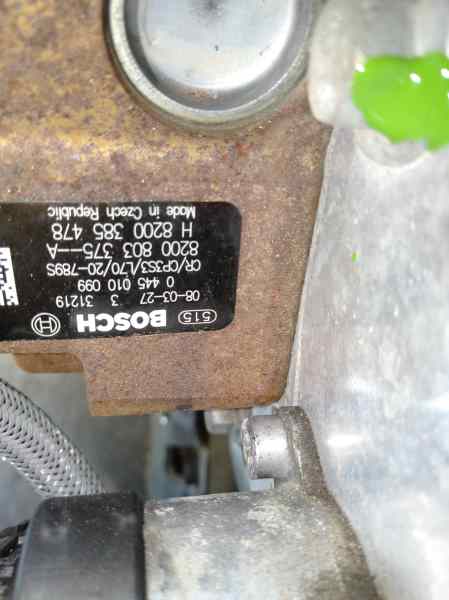 515 BOSCH
08-03-27 3 31219
0 445 010 099
CR/CP3S3/L70/20-789S
8200 803 375--A
H 8200 385 478
Made in Czech Republic